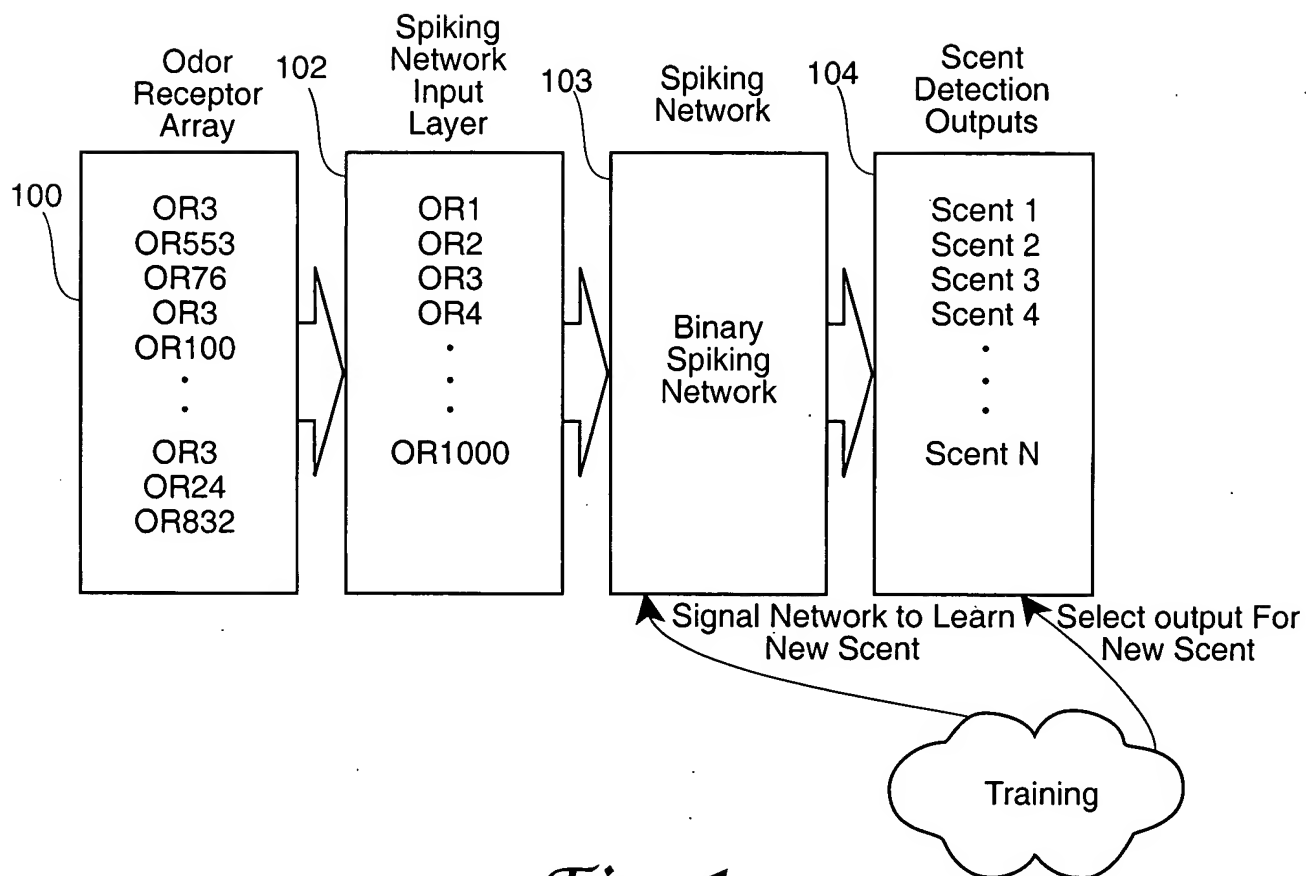 Odor
Receptor
Array
100
OR3
OR553
OR76
OR3
OR100
.
.
OR3
OR24
OR832
Spiking
Network
Input
Layer
102
OR1
OR2
OR3
OR4
.
.
.
OR1000
Spiking
Network
103
Binary
Spiking
Network
Scent
Detection
Outputs
104
Scent 1
Scent 2
Scent 3
Scent 4
.
.
.
Scent N
Signal Network to Learn
New Scent
Select output For
New Scent
Training